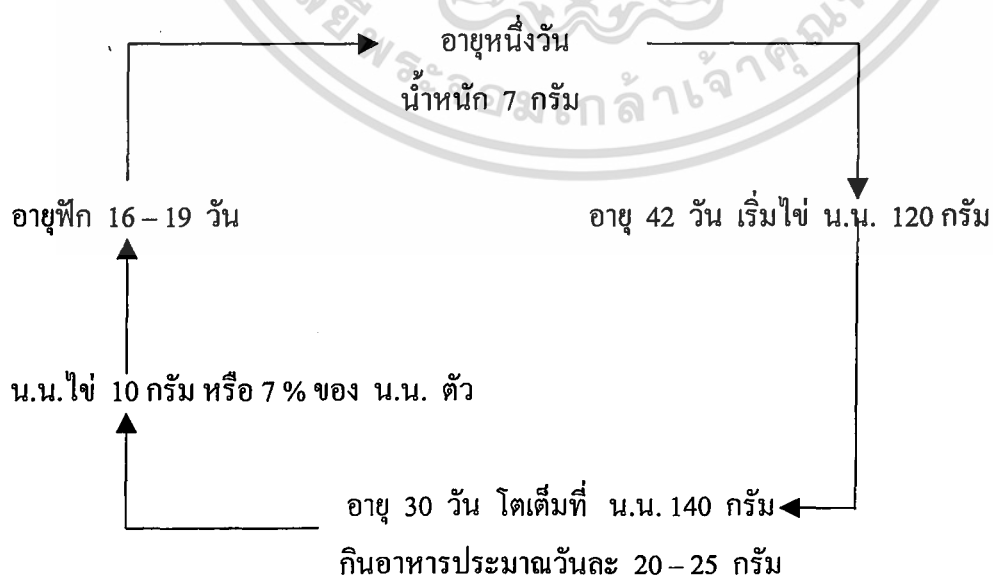 อายุหนึ่งวัน
น้ำหนัก 7 กรัม
อายุฟัก 16 – 19 วัน
อายุ 42 วัน เริ่มไข่ น.น. 120 กรัม
น.น.ไข่ 10 กรัม หรือ 7 % ของ น.น. ตัว
อายุ 30 วัน โตเต็มที่ น.น. 140 กรัม
กินอาหารประมาณวันละ 20 – 25 กรัม